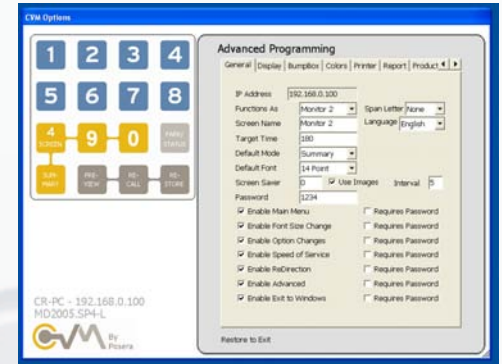 CVM Options
1 2 3 4
5 6 7 8
4 SCREEN 9 0 PARK/ STATUS
SUM- MARY PRE- VIEW RE- CALL RE- STORE
CR-PC - 192.168.0.100
MD2005.SP4-L
CVM By Posera
Advanced Programming
General Display BumpBox Colors Printer Report Product
IP Address 192.168.0.100
Functions As Monitor 2 Span Letter None
Screen Name Monitor 2 Language English
Target Time 180
Default Mode Summary
Default Font 14 Point
Screen Saver 0 Use Images Interval 5
Password 1234
Enable Main Menu Requires Password
Enable Font Size Change Requires Password
Enable Option Changes Requires Password
Enable Speed of Service Requires Password
Enable ReDirection Requires Password
Enable Advanced Requires Password
Enable Exit to Windows Requires Password
Restore to Exit